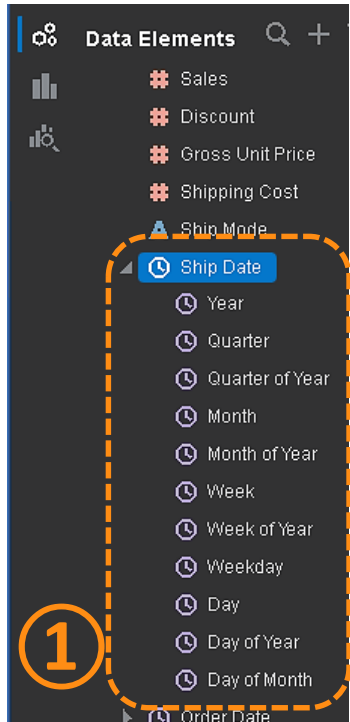 Data Elements
# Sales
# Discount
# Gross Unit Price
# Shipping Cost
A Ship Mode
Ship Date
Year
Quarter
Quarter of Year
Month
Month of Year
Week
Week of Year
Weekday
Day
Day of Year
Day of Month
1
Order Date